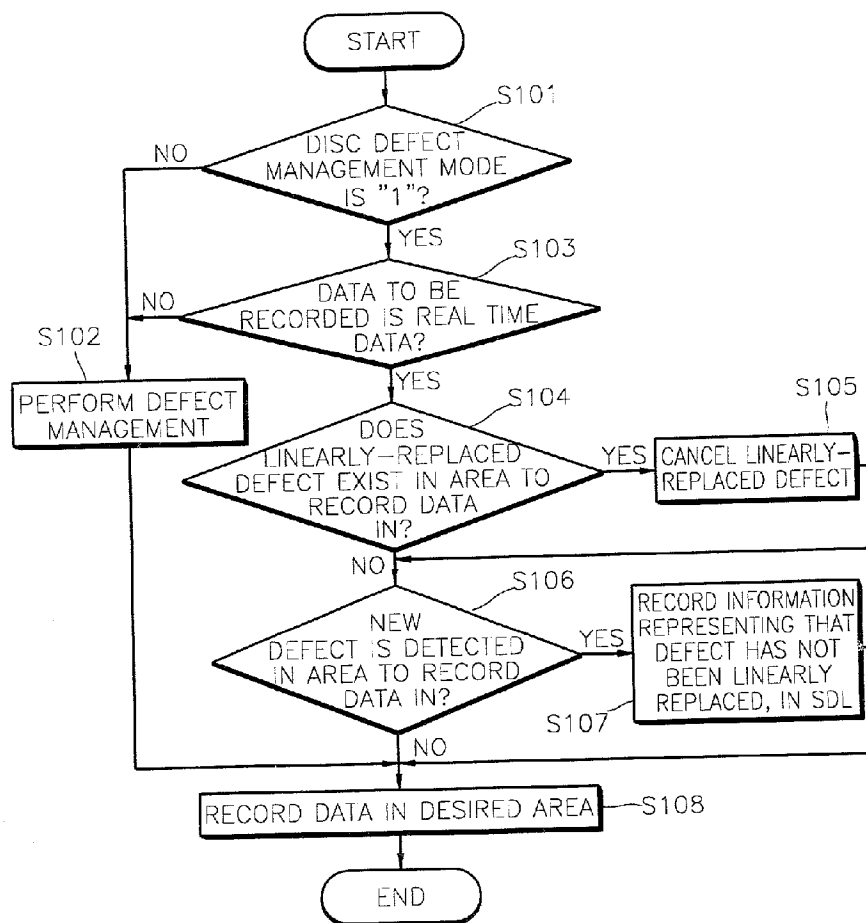 START
S101
DISC DEFECT
MANAGEMENT MODE
IS "1"?
NO
YES
S103
DATA TO BE
RECORDED IS REAL TIME
DATA?
NO
YES
S102
PERFORM DEFECT
MANAGEMENT
S104
DOES
LINEARLY-REPLACED
DEFECT EXIST IN AREA TO
RECORD DATA
IN?
YES
S105
CANCEL LINEARLY-
REPLACED DEFECT
NO
S106
NEW
DEFECT IS DETECTED
IN AREA TO RECORD
DATA IN?
YES
RECORD INFORMATION
REPRESENTING THAT
DEFECT HAS NOT
BEEN LINEARLY
REPLACED, IN SDL
S107
NO
RECORD DATA IN DESIRED AREA
S108
END